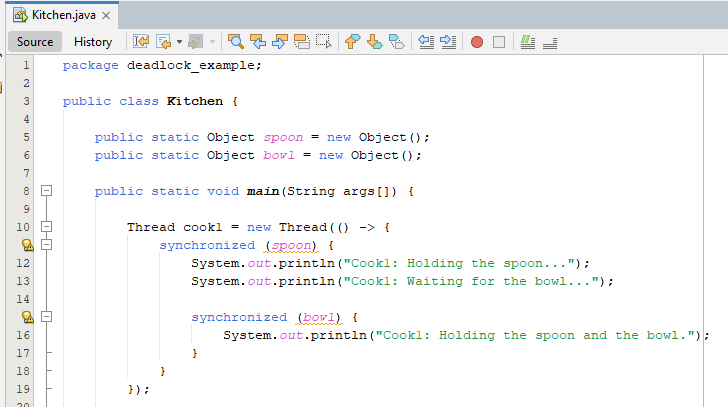 Kitchen.java
Source History
1 package deadlock_example;
2
3 public class Kitchen {
4
5 public static Object spoon = new Object();
6 public static Object bowl = new Object();
7
8 public static void main(String args[]) {
9
10 Thread cook1 = new Thread(() -> {
synchronized (spoon) {
12 System.out.println("Cook1: Holding the spoon...");
13 System.out.println("Cook1: Waiting for the bowl...");
14
synchronized (bowl) {
16 System.out.println("Cook1: Holding the spoon and the bowl.");
17 }
18 }
19 });
20